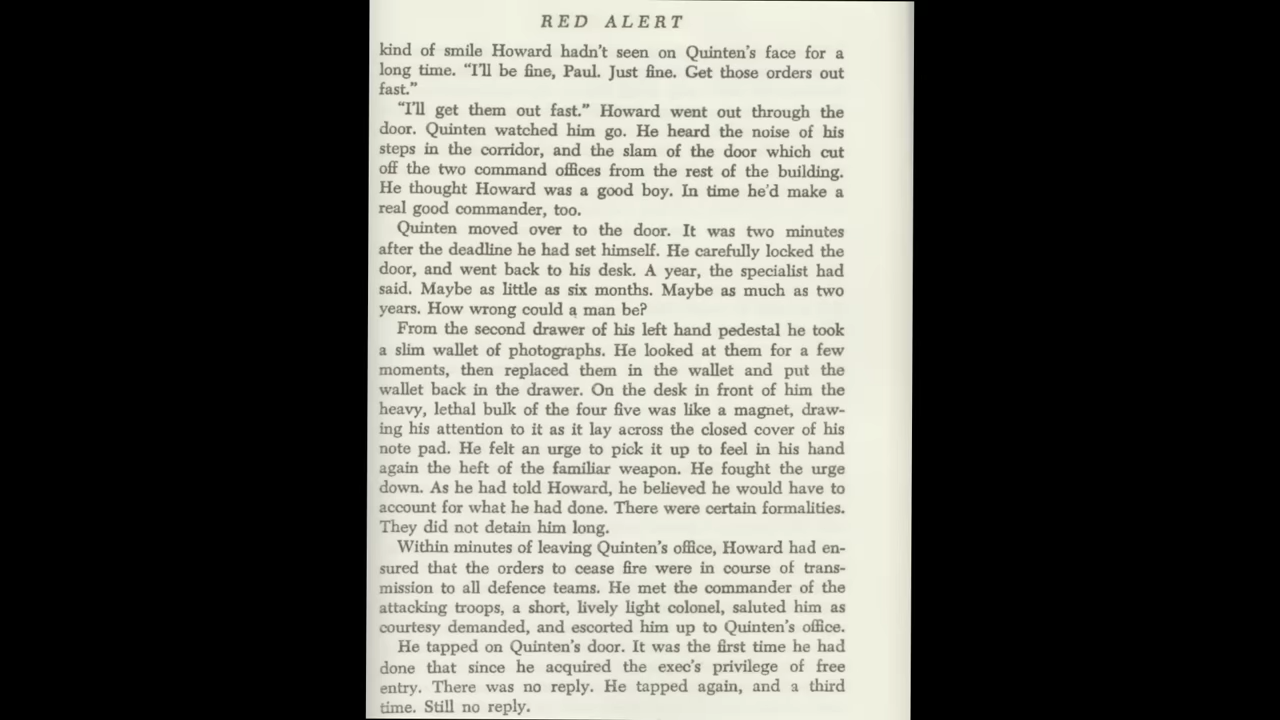 RED ALERT
kind of smile Howard hadn't seen on Quinten's face for a
long time. “I'll be fine, Paul. Just fine. Get those orders out
fast.”
“I'll get them out fast.” Howard went out through the
door. Quinten watched him go. He heard the noise of his
steps in the corridor, and the slam of the door which cut
off the two command offices from the rest of the building.
He thought Howard was a good boy. In time he'd make a
real good commander, too.
Quinten moved over to the door. It was two minutes
after the deadline he had set himself. He carefully locked the
door, and went back to his desk. A year, the specialist had
said. Maybe as little as six months. Maybe as much as two
years. How wrong could a man be?
From the second drawer of his left hand pedestal he took
a slim wallet of photographs. He looked at them for a few
moments, then replaced them in the wallet and put the
wallet back in the drawer. On the desk in front of him the
heavy, lethal bulk of the four five was like a magnet, draw-
ing his attention to it as it lay across the closed cover of his
note pad. He felt an urge to pick it up to feel in his hand
again the heft of the familiar weapon. He fought the urge
down. As he had told Howard, he believed he would have to
account for what he had done. There were certain formalities.
They did not detain him long.
Within minutes of leaving Quinten's office, Howard had en-
sured that the orders to cease fire were in course of trans-
mission to all defence teams. He met the commander of the
attacking troops, a short, lively light colonel, saluted him as
courtesy demanded, and escorted him up to Quinten's office.
He tapped on Quinten's door. It was the first time he had
done that since he acquired the exec's privilege of free
entry. There was no reply. He tapped again, and a third
time. Still no reply.